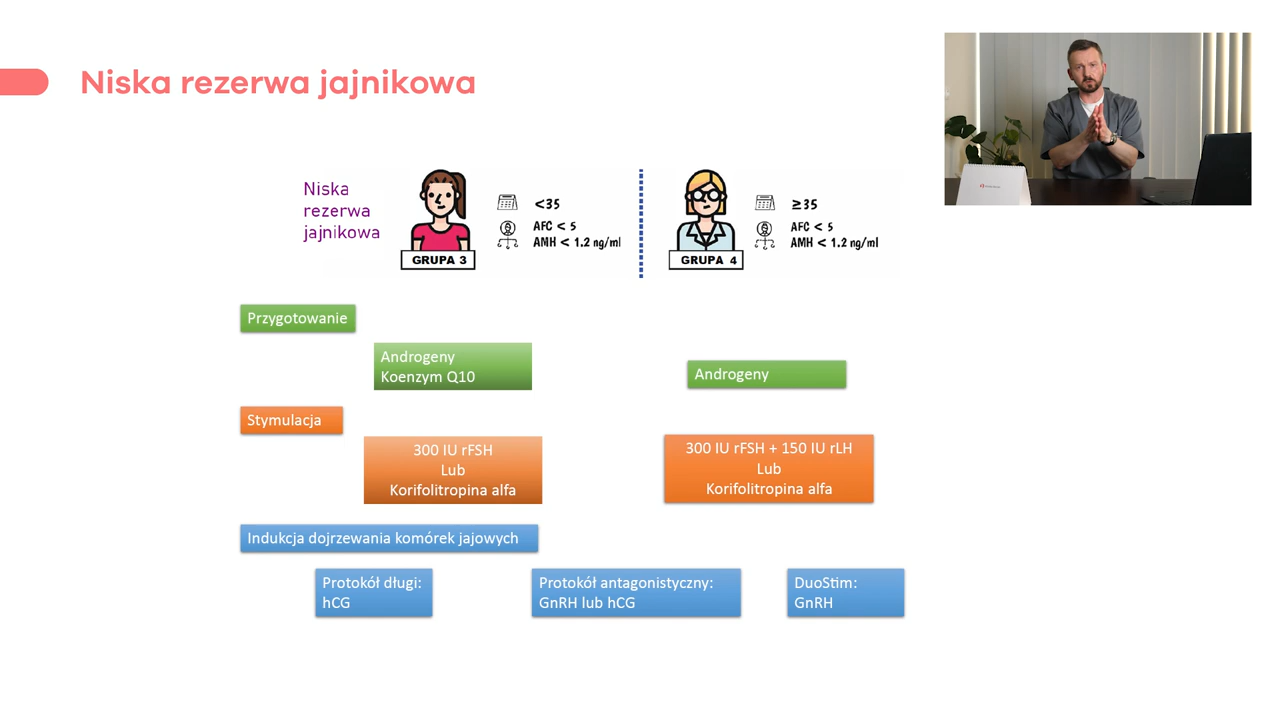 Niska rezerwa jajnikowa
Niska
rezerwa
jajnikowa
GRUPA 3
<35
AFC < 5
AMH < 1.2 ng/ml
GRUPA 4
≥35
AFC < 5
AMH < 1.2 ng/ml
Przygotowanie
Androgeny
Koenzym Q10
Androgeny
Stymulacja
300 IU rFSH
Lub
Korifolitropina alfa
300 IU rFSH + 150 IU rLH
Lub
Korifolitropina alfa
Indukcja dojrzewania komórek jajowych
Protokół długi:
hCG
Protokół antagonistyczny:
GnRH lub hCG
DuoStim:
GnRH